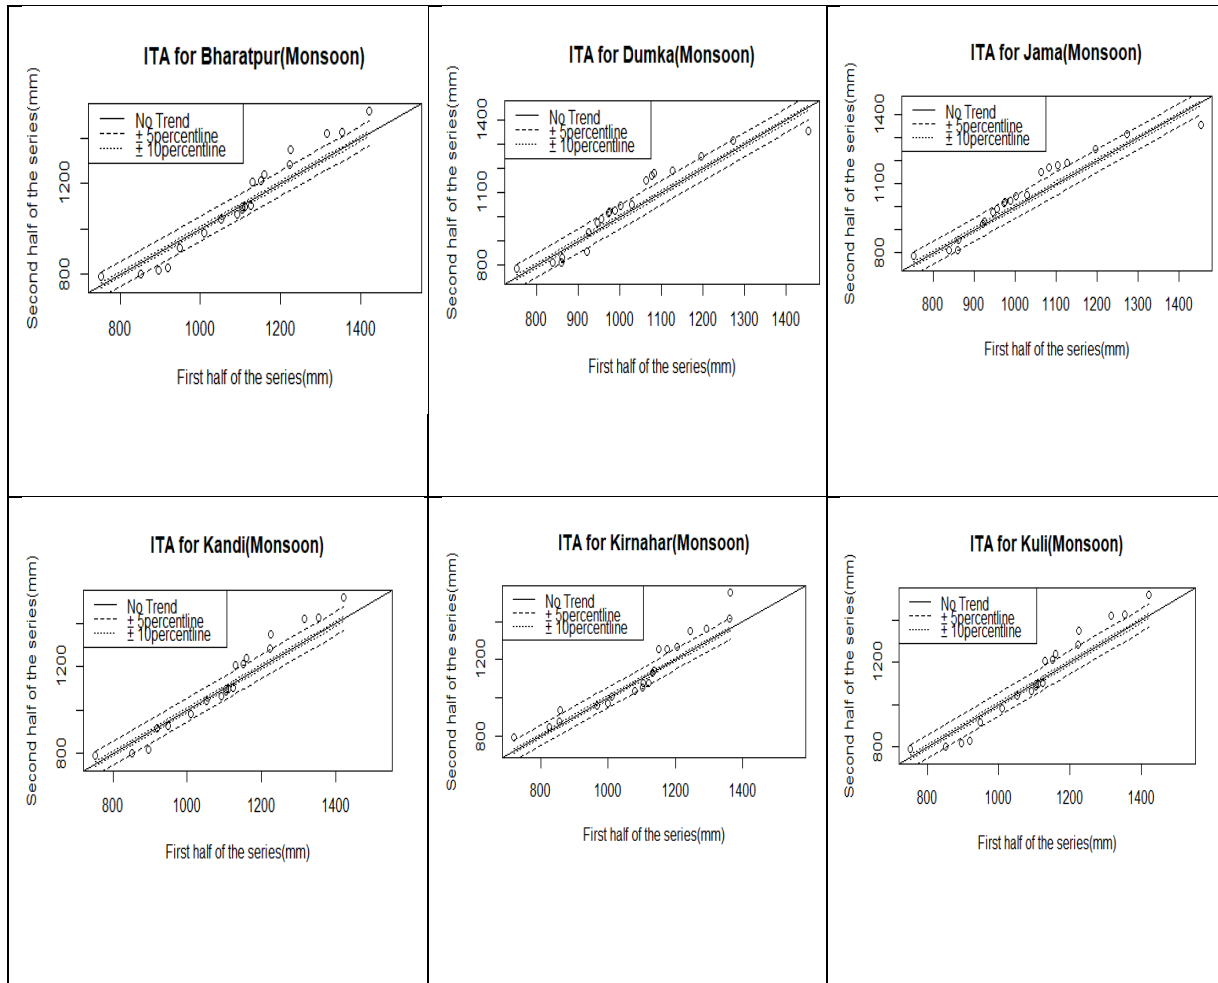 ITA for Bharatpur(Monsoon)
Second half of the series(mm)
800
1200
No Trend
± 5percentline
± 10percentline
800
1000
1200
1400
First half of the series(mm)
ITA for Dumka(Monsoon)
Second half of the series(mm)
800
1100
1400
No Trend
± 5percentline
± 10percentline
800
900
1000
1100
1200
1300
1400
First half of the series(mm)
ITA for Jama(Monsoon)
Second half of the series(mm)
800
1100
1400
No Trend
± 5percentline
± 10percentline
800
1000
1200
1400
First half of the series(mm)
ITA for Kandi(Monsoon)
Second half of the series(mm)
800
1200
No Trend
± 5percentline
± 10percentline
800
1000
1200
1400
First half of the series(mm)
ITA for Kirnahar(Monsoon)
Second half of the series(mm)
800
1200
No Trend
± 5percentline
± 10percentline
800
1000
1200
1400
First half of the series(mm)
ITA for Kuli(Monsoon)
Second half of the series(mm)
800
1200
No Trend
± 5percentline
± 10percentline
800
1000
1200
1400
First half of the series(mm)